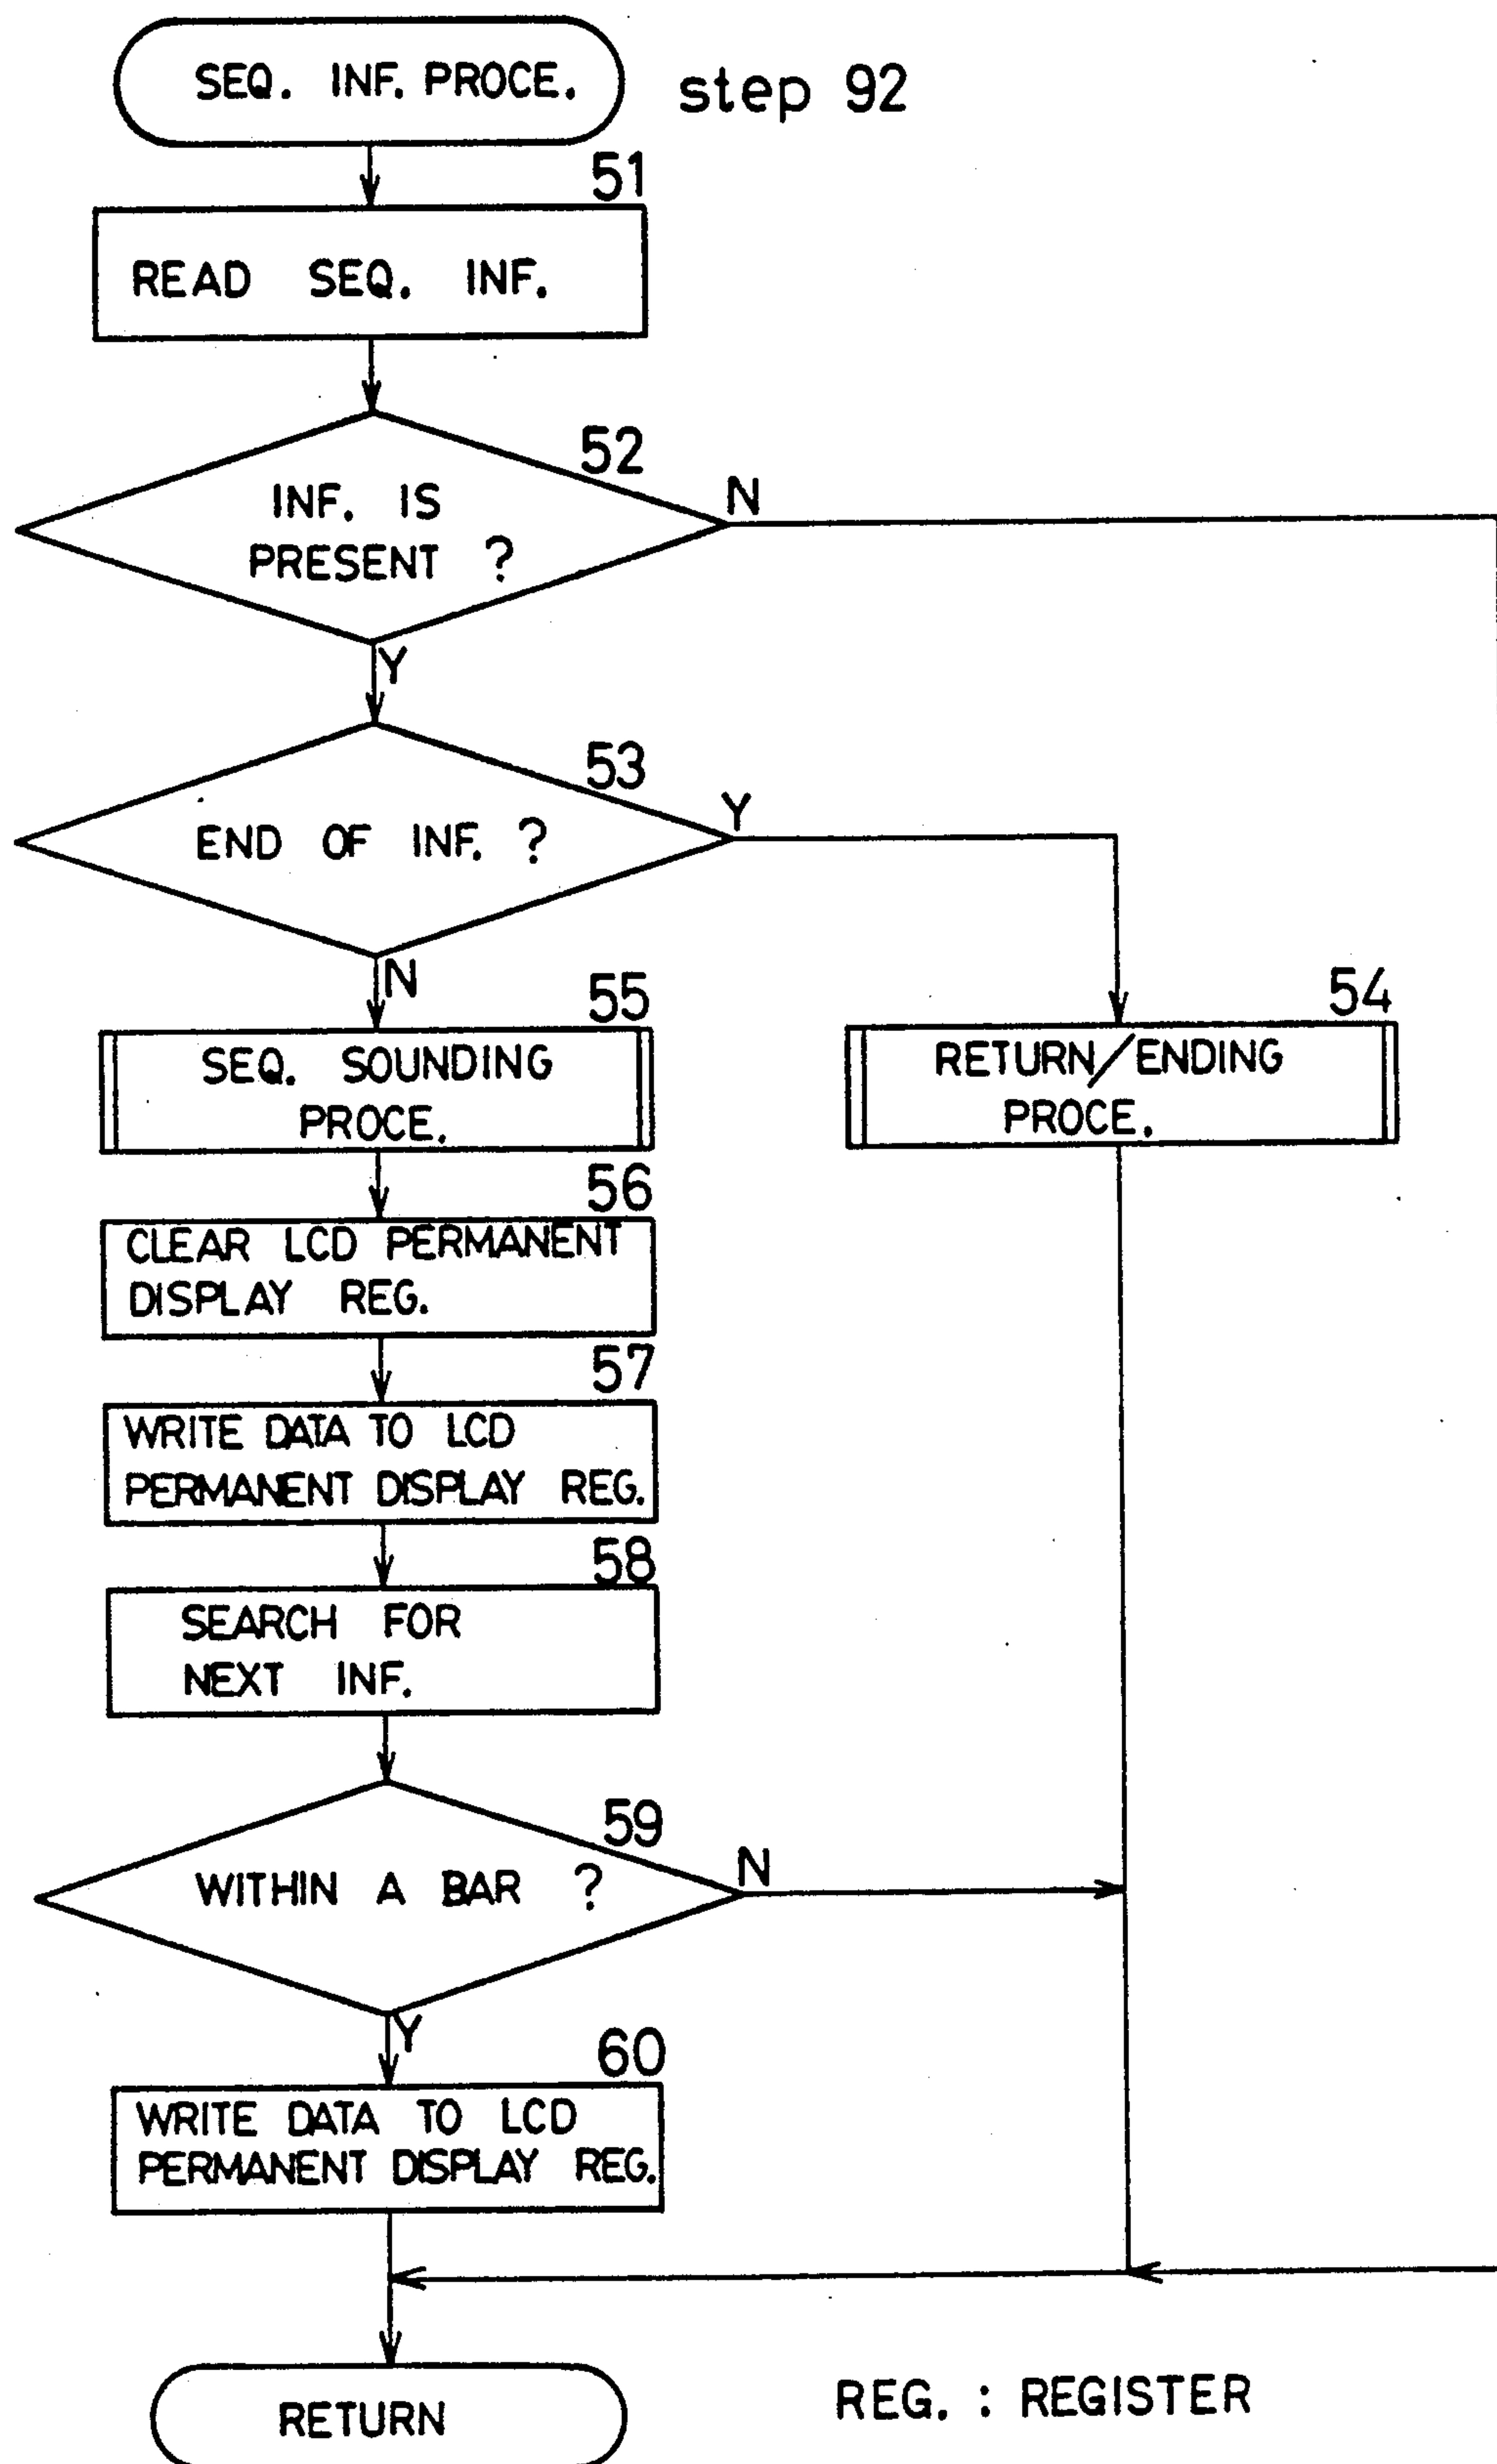 SEQ. INF. PROCE.
step 92
51
READ SEQ. INF.
52
INF. IS
PRESENT ?
N
Y
53
END OF INF. ?
Y
N
55
SEQ. SOUNDING
PROCE.
54
RETURN/ENDING
PROCE.
56
CLEAR LCD PERMANENT
DISPLAY REG.
57
WRITE DATA TO LCD
PERMANENT DISPLAY REG.
58
SEARCH FOR
NEXT INF.
59
WITHIN A BAR ?
N
Y
60
WRITE DATA TO LCD
PERMANENT DISPLAY REG.
RETURN
REG. : REGISTER